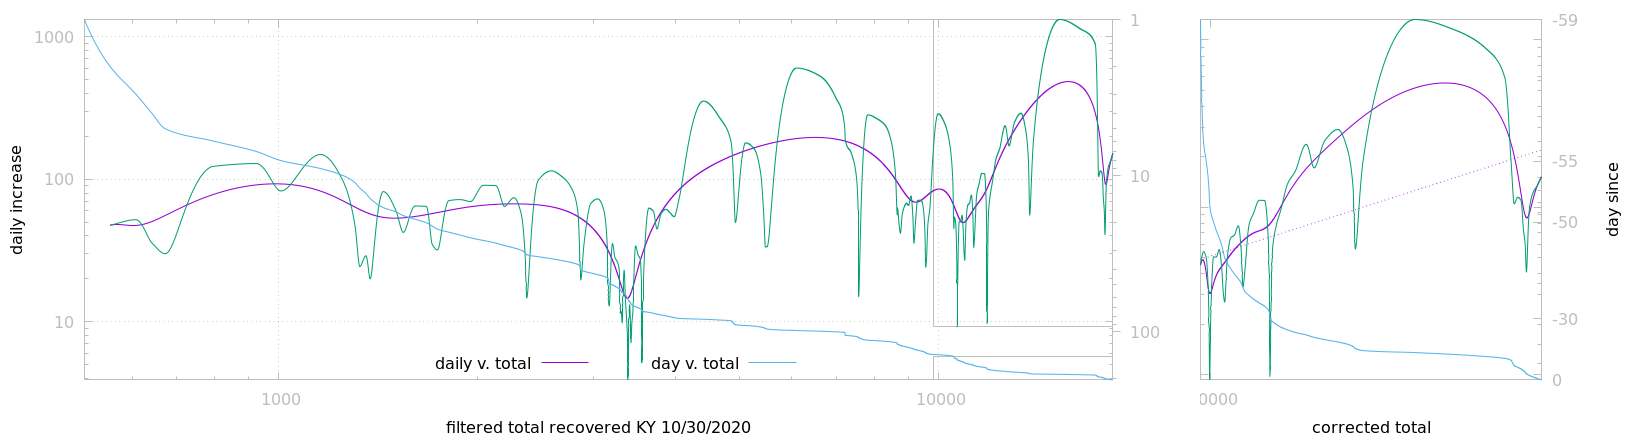 1000
100
10
daily increase
1000
10000
filtered total recovered KY 10/30/2020
daily v. total
day v. total
1
10
100
0000
corrected total
-59
-55
-50
-30
0
day since